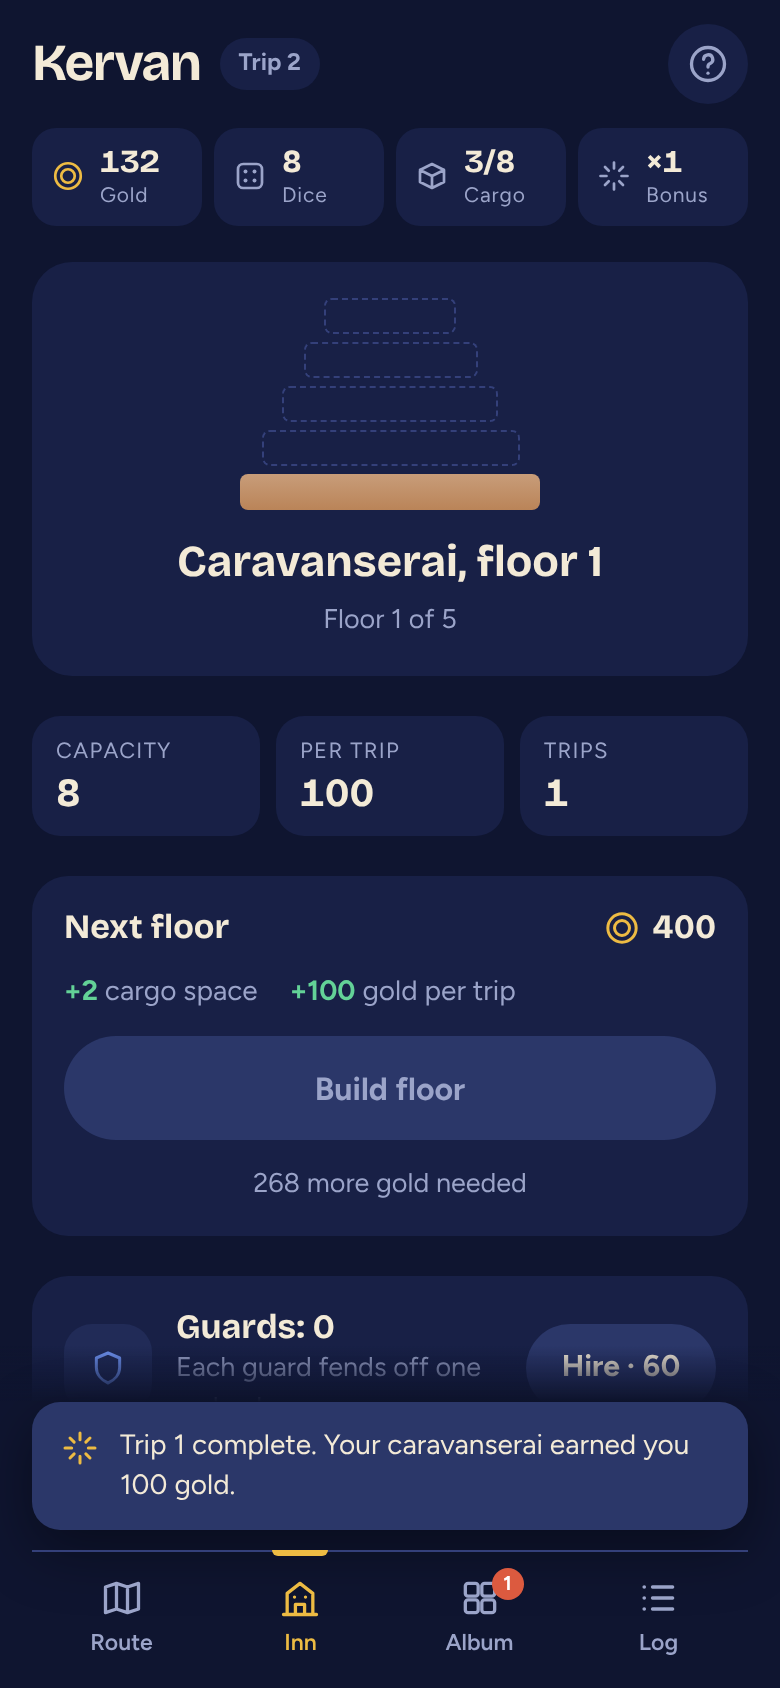 Kervan
Trip 2
132
Gold
8
Dice
3/8
Cargo
×1
Bonus
Caravanserai, floor 1
Floor 1 of 5
CAPACITY
8
PER TRIP
100
TRIPS
1
Next floor
400
+2 cargo space +100 gold per trip
Build floor
268 more gold needed
Guards: 0
Each guard fends off one
Hire · 60
Trip 1 complete. Your caravanserai earned you
100 gold.
Route
Inn
1
Album
Log